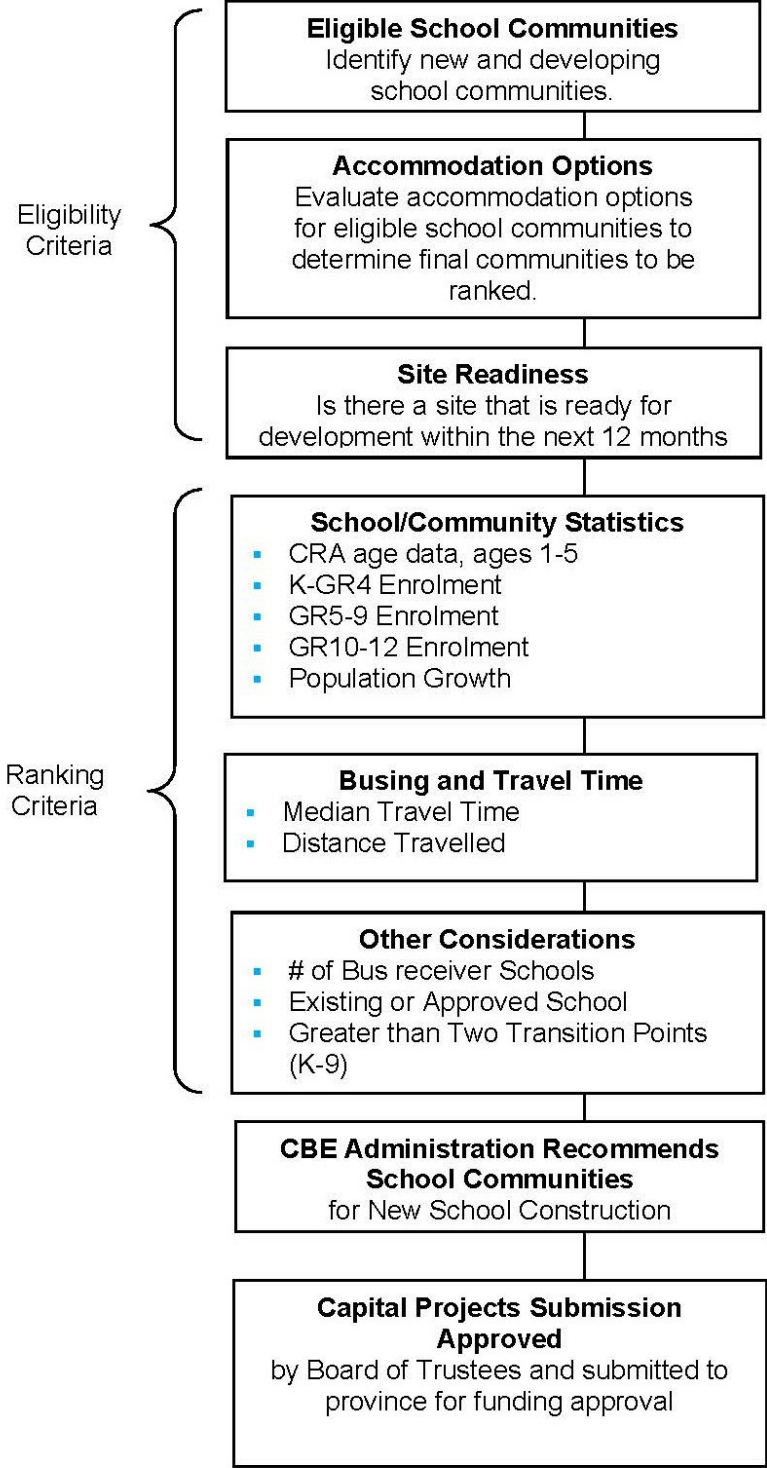 Eligible School Communities
Identify new and developing
school communities.
Accommodation Options
Evaluate accommodation options
for eligible school communities to
determine final communities to be
ranked.
Eligibility
Criteria
Site Readiness
Is there a site that is ready for
development within the next 12 months
School/Community Statistics
▪ CRA age data, ages 1-5
▪ K-GR4 Enrolment
▪ GR5-9 Enrolment
▪ GR10-12 Enrolment
▪ Population Growth
Ranking
Criteria
Busing and Travel Time
▪ Median Travel Time
▪ Distance Travelled
Other Considerations
▪ # of Bus receiver Schools
▪ Existing or Approved School
▪ Greater than Two Transition Points
(K-9)
CBE Administration Recommends
School Communities
for New School Construction
Capital Projects Submission
Approved
by Board of Trustees and submitted to
province for funding approval